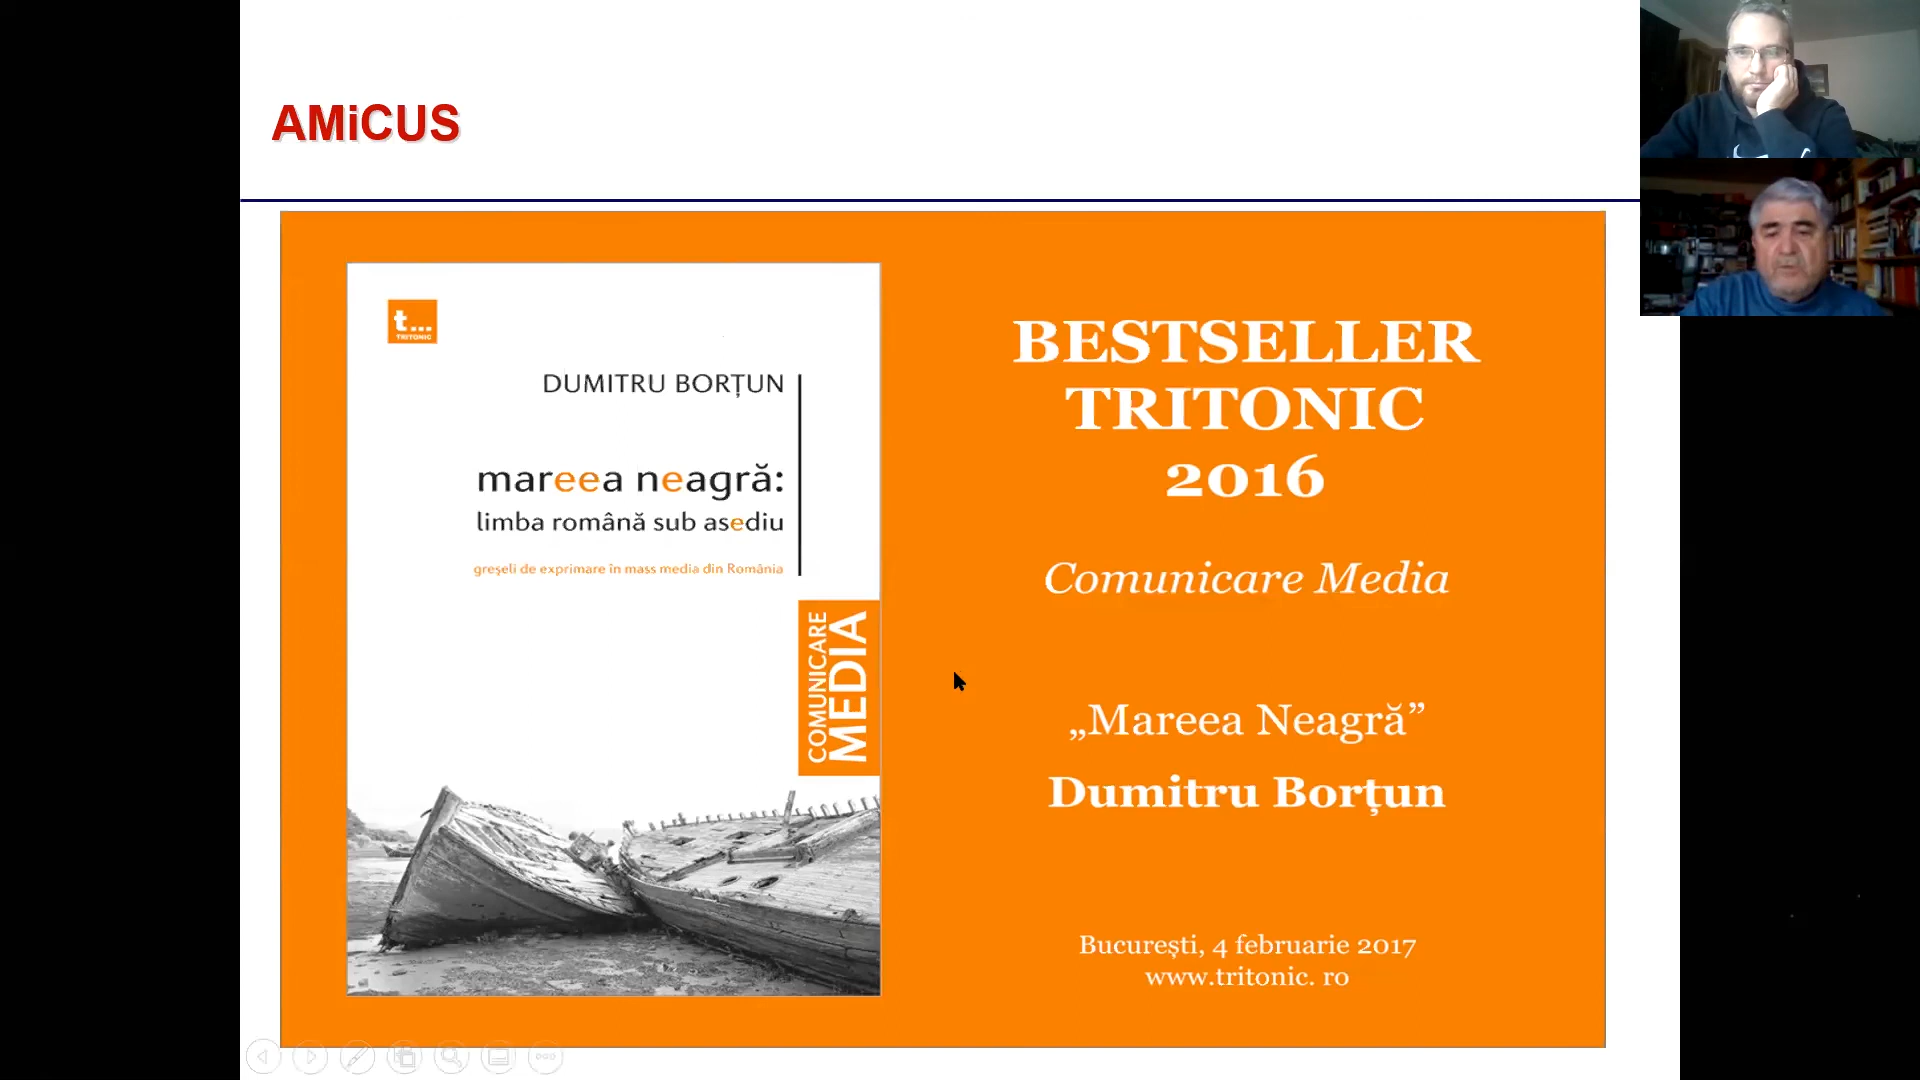 AMiCUS
t...
TRITONIC
DUMITRU BORȚUN
mareea neagră:
limba română sub asediu
greșeli de exprimare în mass media din România
COMUNICARE
MEDIA
BESTSELLER
TRITONIC
2016
Comunicare Media
„Mareea Neagră”
Dumitru Borțun
București, 4 februarie 2017
www.tritonic. ro